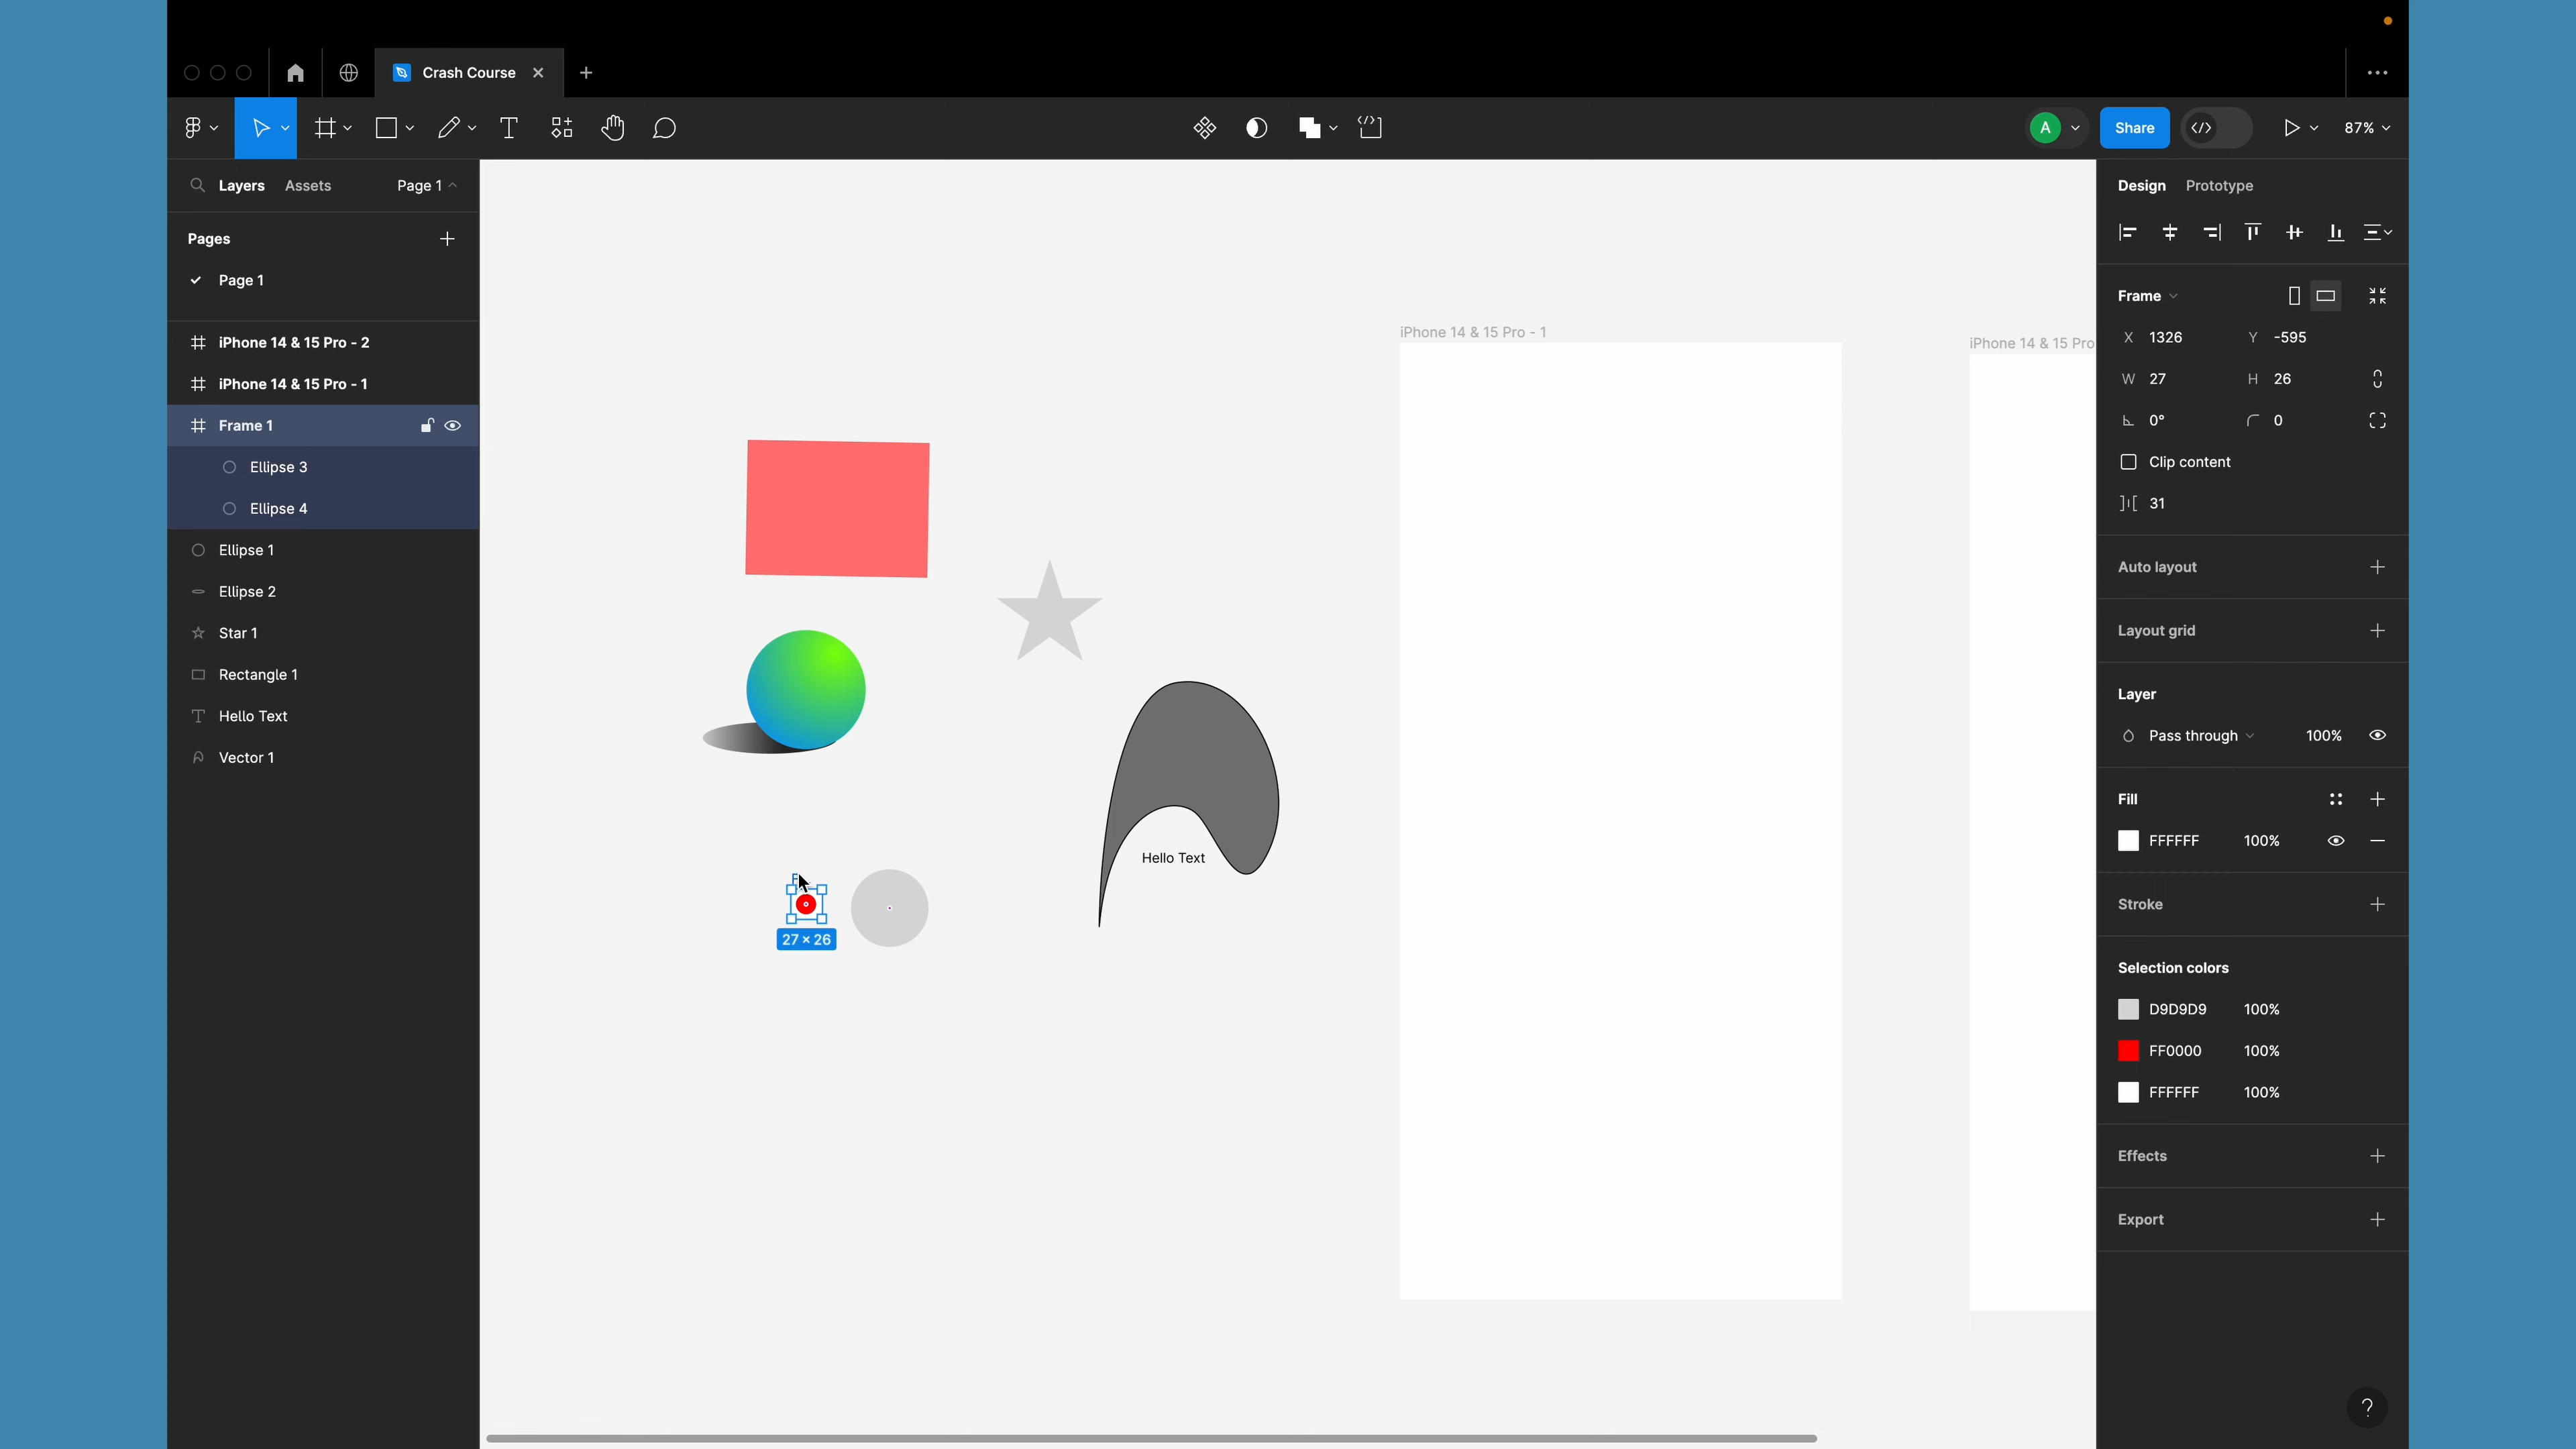 Crash Course
A
Share
87%
Layers Assets Page 1
Pages
Page 1
iPhone 14 & 15 Pro - 2
iPhone 14 & 15 Pro - 1
Frame 1
Ellipse 3
Ellipse 4
Ellipse 1
Ellipse 2
Star 1
Rectangle 1
Hello Text
Vector 1
iPhone 14 & 15 Pro - 1
iPhone 14 & 15 Pro
Hello Text
F
27 × 26
Design Prototype
Frame
X 1326 Y -595
W 27 H 26
0° 0
Clip content
31
Auto layout
Layout grid
Layer
Pass through 100%
Fill
FFFFFF 100%
Stroke
Selection colors
D9D9D9 100%
FF0000 100%
FFFFFF 100%
Effects
Export
?